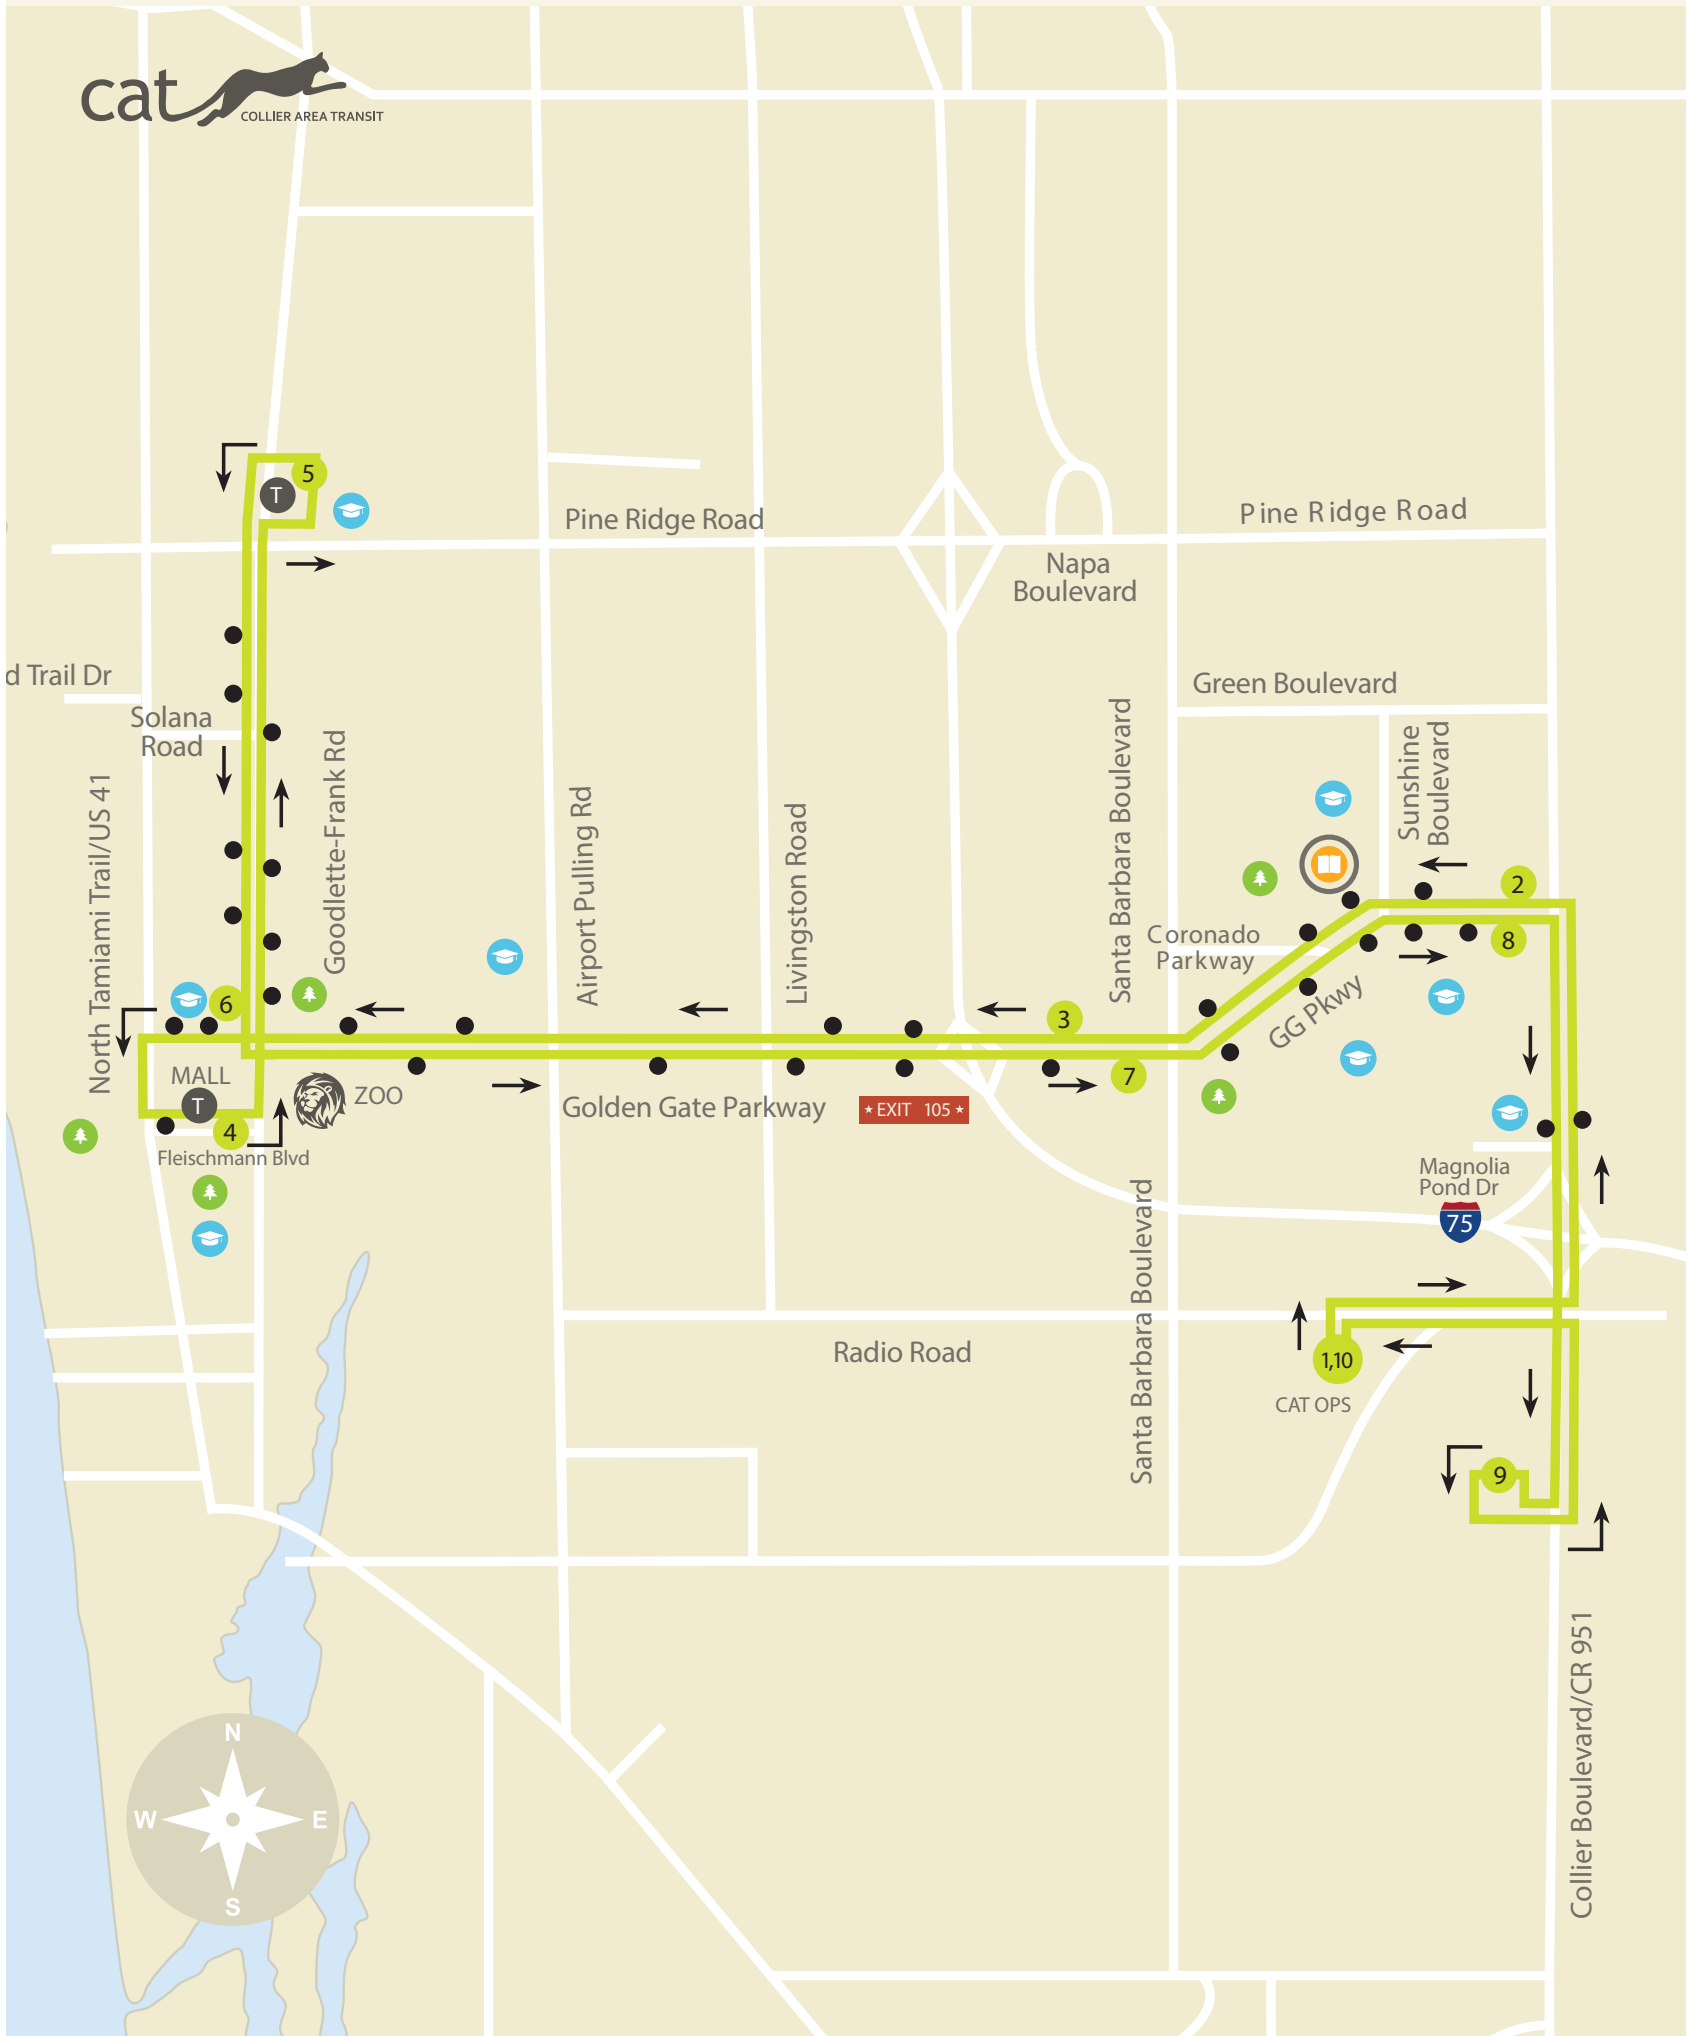 cat
COLLIER AREA TRANSIT
5
T
Pine Ridge Road
Pine Ridge Road
Napa
Boulevard
d Trail Dr
Solana
Road
Green Boulevard
North Tamiami Trail/US 41
Goodlette-Frank Rd
Airport Pulling Rd
Livingston Road
Santa Barbara Boulevard
Sunshine
Boulevard
2
8
Coronado
Parkway
GG Pkwy
6
3
7
MALL
T
4
ZOO
Golden Gate Parkway
★ EXIT 105 ★
Fleischmann Blvd
Magnolia
Pond Dr
75
Santa Barbara Boulevard
Radio Road
1,10
CAT OPS
9
Collier Boulevard/CR 951
N
W
E
S